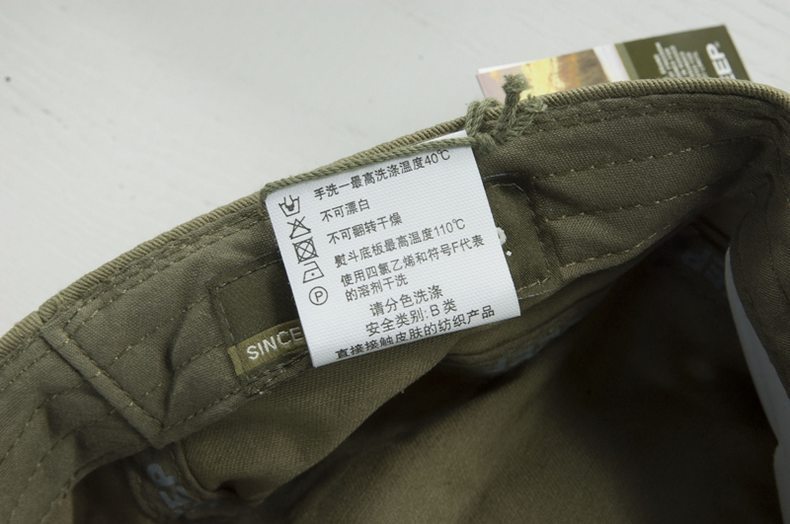 手洗一最高洗涤温度40℃
不可漂白
不可翻转干燥
熨斗底板最高温度110℃
使用四氯乙烯和符号F代表
的溶剂干洗
请分色洗涤
安全类别: B 类
直接接触皮肤的纺织产品
P
SINCE